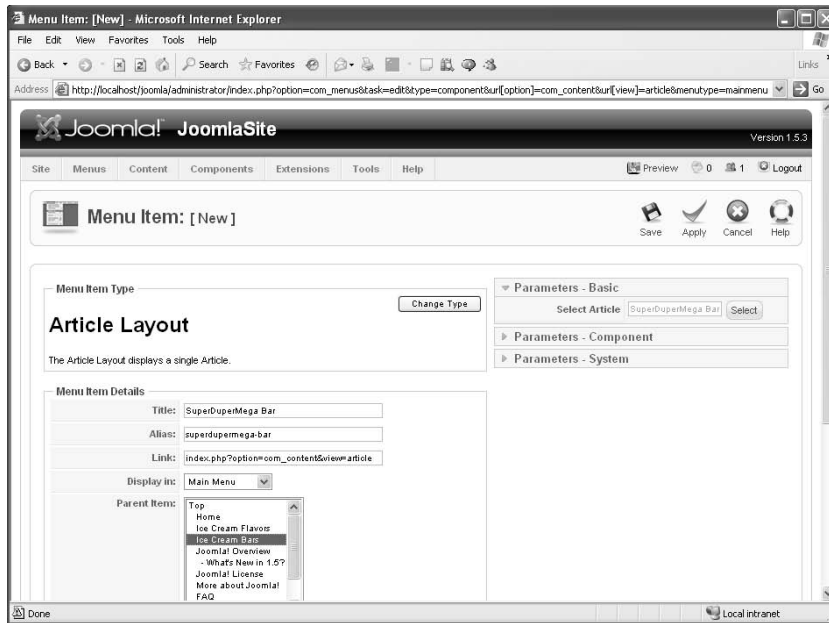 Menu Item: [New] - Microsoft Internet Explorer
File Edit View Favorites Tools Help
Back Search Favorites Links
Address http://localhost/joomla/administrator/index.php?option=com_menus&task=edit&type=component&url[option]=com_content&url[view]=article&menutype=mainmenu Go
Joomla! JoomlaSite
Version 1.5.3
Site Menus Content Components Extensions Tools Help Preview 0 1 Logout
Menu Item: [New]
Save Apply Cancel Help
Menu Item Type
Change Type
Article Layout
The Article Layout displays a single Article.
Parameters - Basic
Select Article SuperDuperMega Bar Select
Parameters - Component
Parameters - System
Menu Item Details
Title: SuperDuperMega Bar
Alias: superdupermega-bar
Link: index.php?option=com_content&view=article
Display in: Main Menu
Parent Item: Top
Home
Ice Cream Flavors
Ice Cream Bars
Joomla! Overview
- What's New in 1.5?
Joomla! License
More about Joomla!
FAQ
Done Local intranet